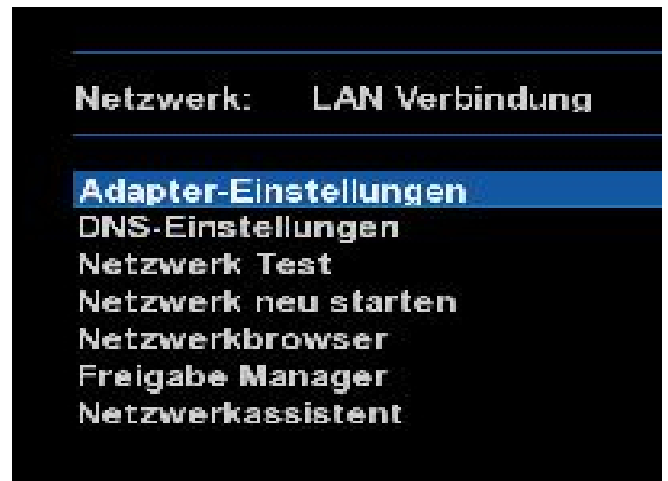 Netzwerk: LAN Verbindung
Adapter-Einstellungen
DNS-Einstellungen
Netzwerk Test
Netzwerk neu starten
Netzwerkbrowser
Freigabe Manager
Netzwerkassistent